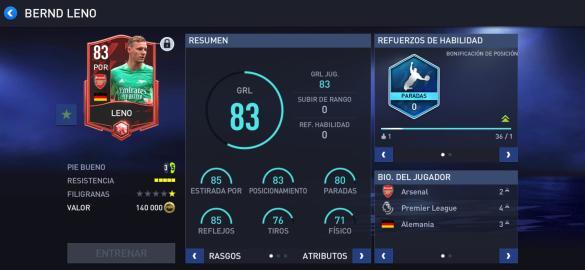 BERND LENO
83
POR
Fly Emirates
LENO
PIE BUENO
RESISTENCIA
FILIGRANAS
VALOR 140 000
ENTRENAR
RESUMEN
GRL
83
GRL JUG.
83
SUBIR DE RANGO
0
REF. HABILIDAD
0
85
ESTIRADA POR
83
POSICIONAMIENTO
80
PARADAS
85
REFLEJOS
76
TIROS
71
FÍSICO
RASGOS
ATRIBUTOS
REFUERZOS DE HABILIDAD
BONIFICACIÓN DE POSICIÓN
PARADAS
0
1
36 / 1
BIO. DEL JUGADOR
Arsenal 2
Premier League 4
Alemania 3